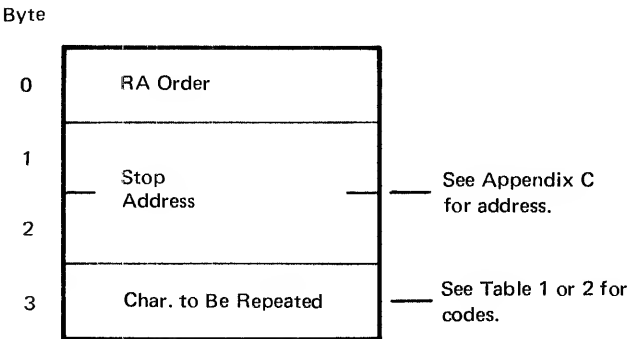 Byte
0 RA Order
1
Stop
Address
See Appendix C
for address.
2
3 Char. to Be Repeated
See Table 1 or 2 for
codes.